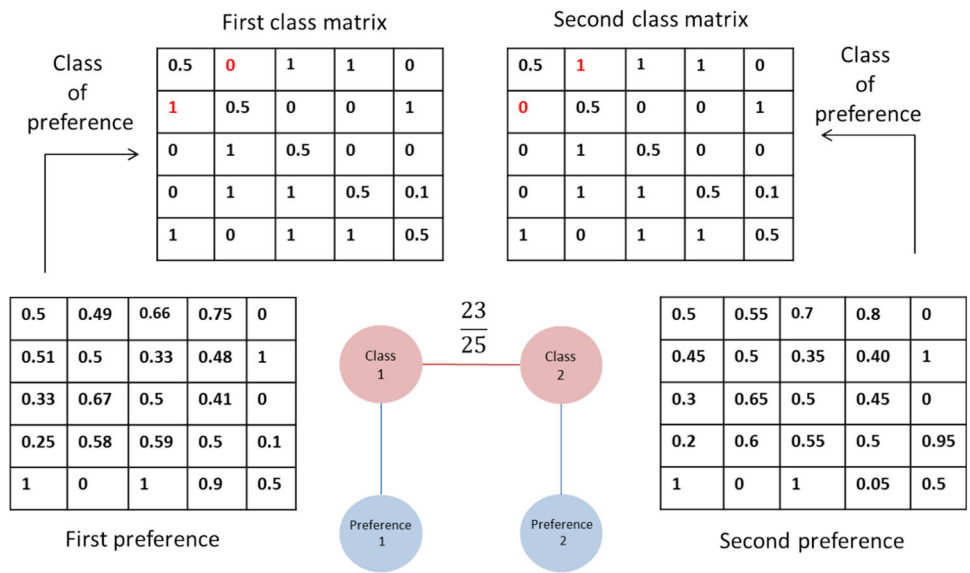 First class matrix
Second class matrix
Class
of
preference
0.5 0 1 1 0
1 0.5 0 0 1
0 1 0.5 0 0
0 1 1 0.5 0.1
1 0 1 1 0.5
0.5 1 1 1 0
0 0.5 0 0 1
0 1 0.5 0 0
0 1 1 0.5 0.1
1 0 1 1 0.5
Class
of
preference
0.5 0.49 0.66 0.75 0
0.51 0.5 0.33 0.48 1
0.33 0.67 0.5 0.41 0
0.25 0.58 0.59 0.5 0.1
1 0 1 0.9 0.5
First preference
23
25
Class
1
Class
2
Preference
1
Preference
2
0.5 0.55 0.7 0.8 0
0.45 0.5 0.35 0.40 1
0.3 0.65 0.5 0.45 0
0.2 0.6 0.55 0.5 0.95
1 0 1 0.05 0.5
Second preference